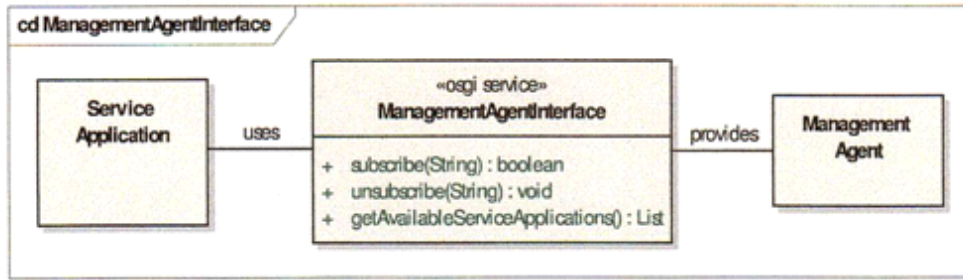 cd ManagementAgentInterface
Service
Application
uses
«osgi service»
ManagementAgentInterface
+ subscribe(String) : boolean
+ unsubscribe(String) : void
+ getAvailableServiceApplications() : List
provides
Management
Agent